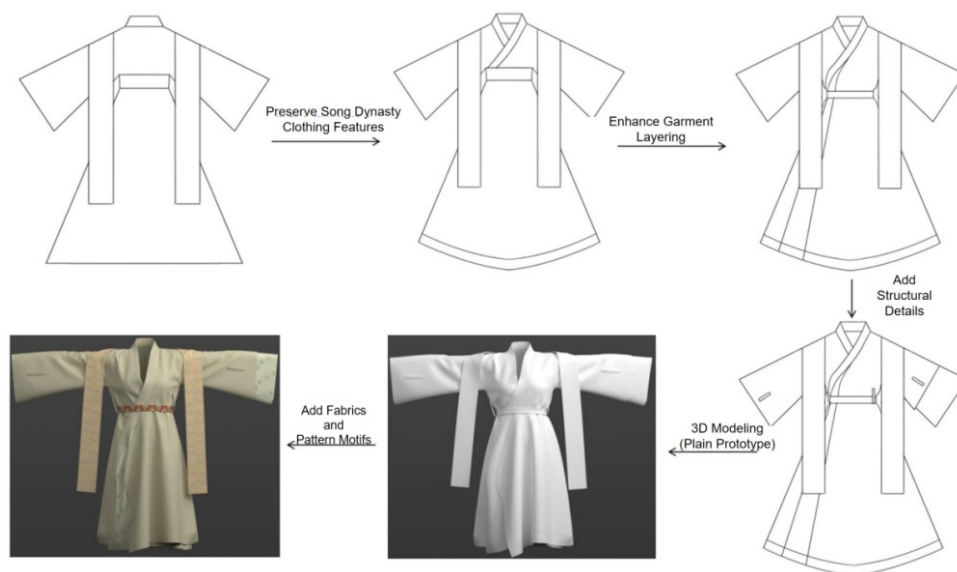 Preserve Song Dynasty
Clothing Features
Enhance Garment
Layering
Add
Structural
Details
3D Modeling
(Plain Prototype)
Add Fabrics
and
Pattern Motifs